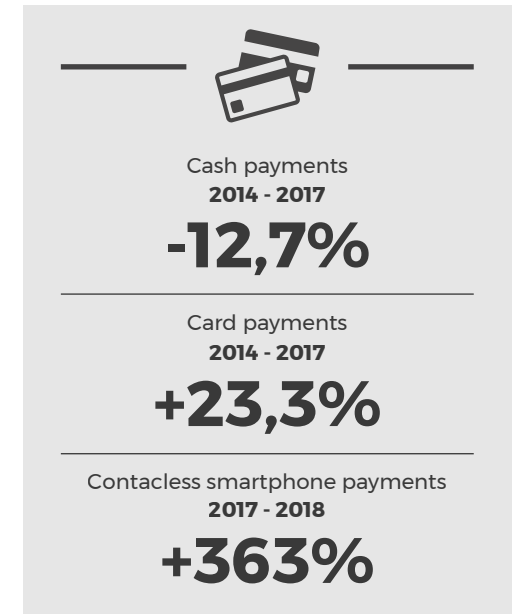 Cash payments
2014 - 2017
-12,7%
Card payments
2014 - 2017
+23,3%
Contacless smartphone payments
2017 - 2018
+363%